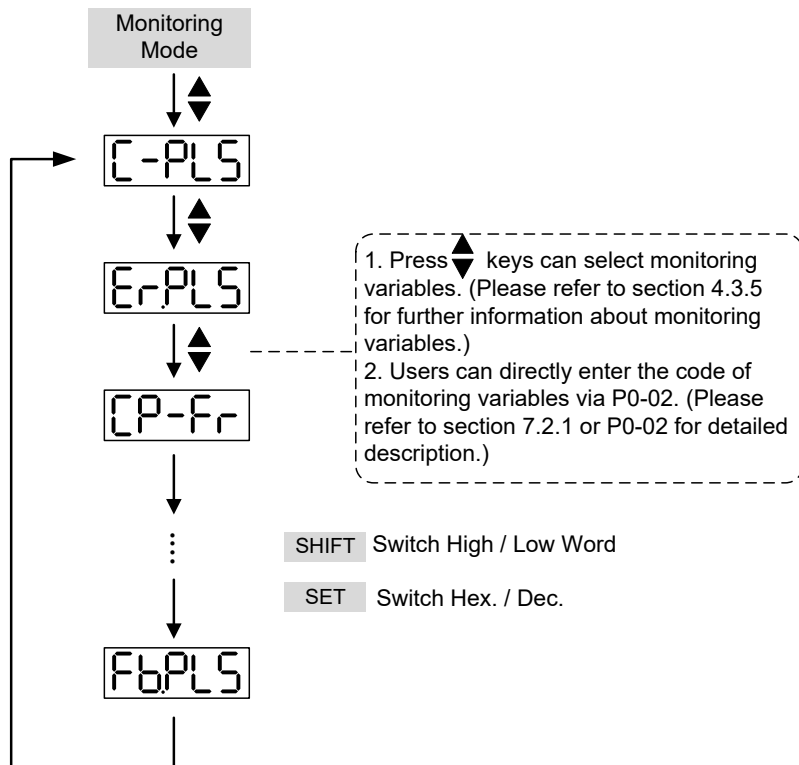 Monitoring
Mode
C-PLS
Er.PLS
1. Press keys can select monitoring
variables. (Please refer to section 4.3.5
for further information about monitoring
variables.)
2. Users can directly enter the code of
monitoring variables via P0-02. (Please
refer to section 7.2.1 or P0-02 for detailed
description.)
CP-Fr
SHIFT Switch High / Low Word
SET Switch Hex. / Dec.
Fb.PLS